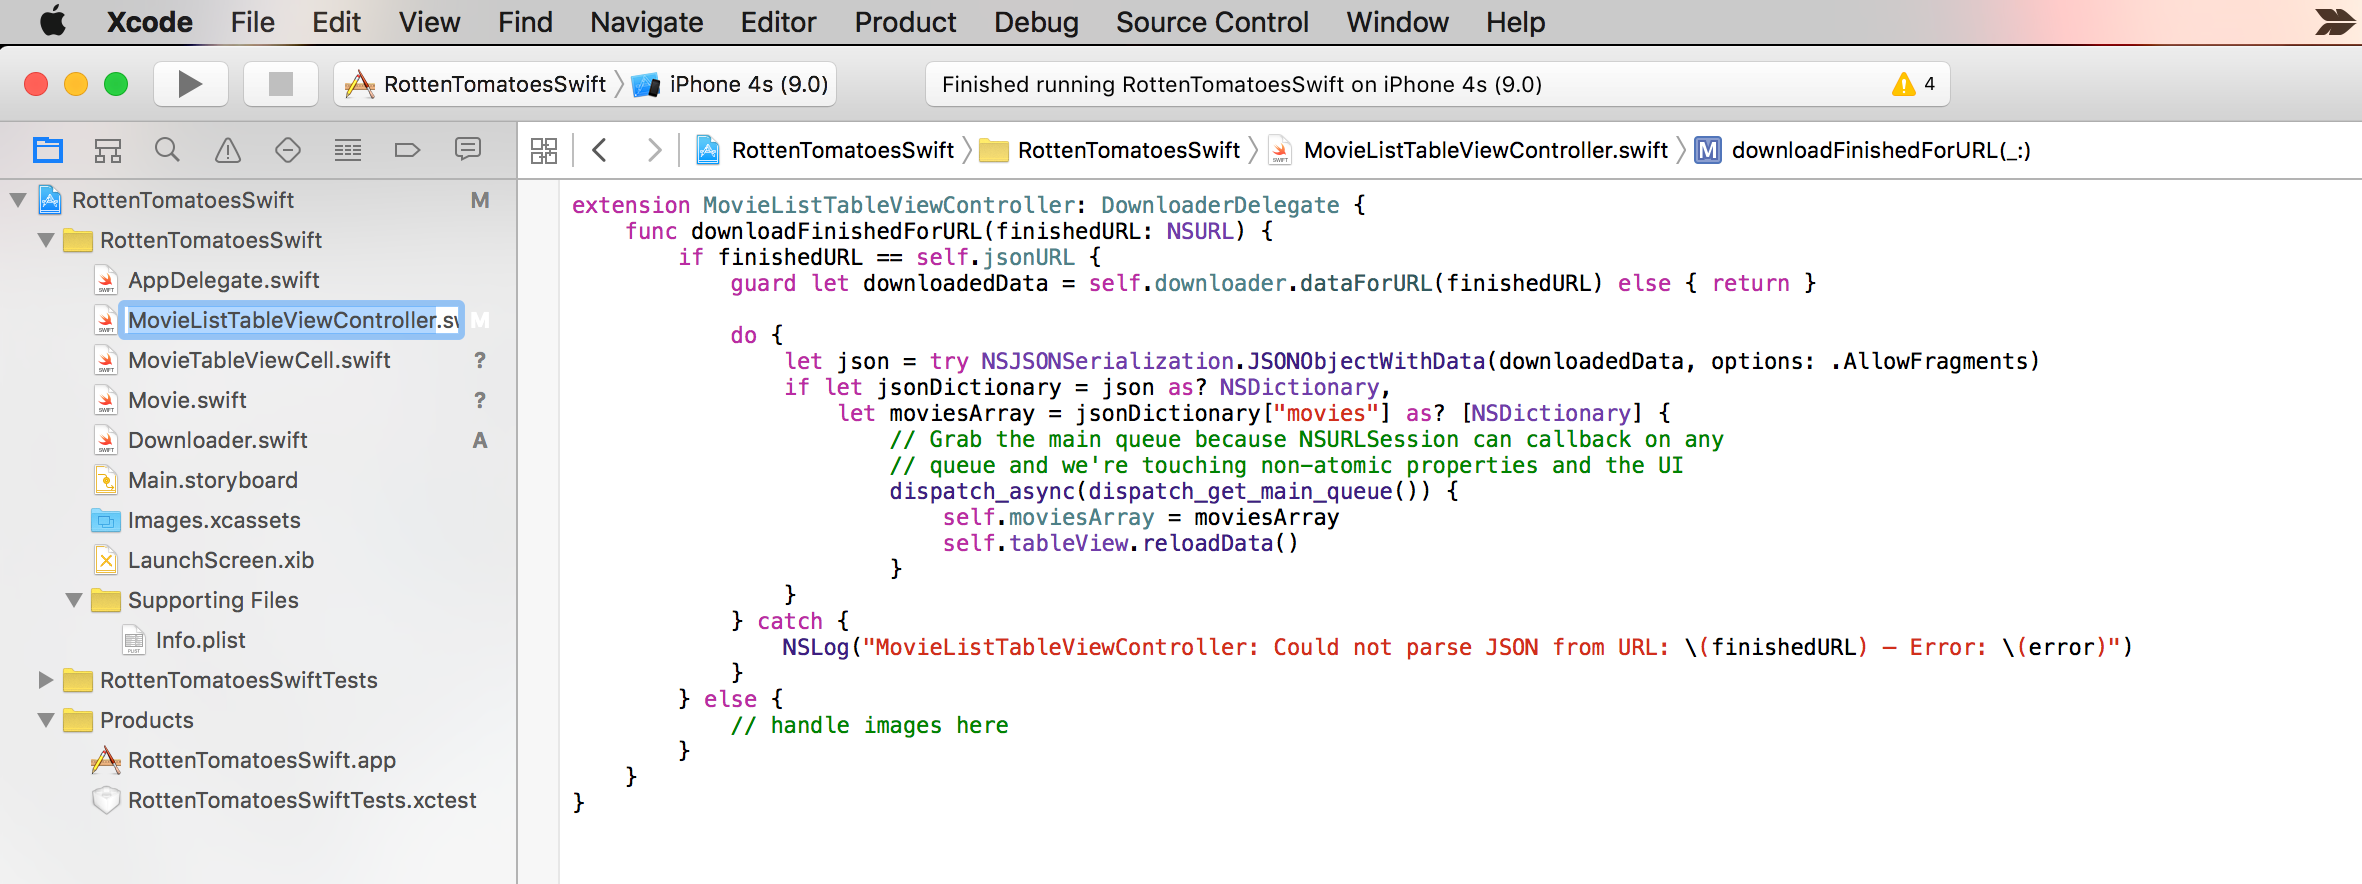 Xcode File Edit View Find Navigate Editor Product Debug Source Control Window Help
RottenTomatoesSwift iPhone 4s (9.0) Finished running RottenTomatoesSwift on iPhone 4s (9.0) 4
RottenTomatoesSwift RottenTomatoesSwift MovieListTableViewController.swift M downloadFinishedForURL(_:)
RottenTomatoesSwift M
RottenTomatoesSwift
AppDelegate.swift
MovieListTableViewController.sw M
MovieTableViewCell.swift ?
Movie.swift ?
Downloader.swift A
Main.storyboard
Images.xcassets
LaunchScreen.xib
Supporting Files
Info.plist
RottenTomatoesSwiftTests
Products
RottenTomatoesSwift.app
RottenTomatoesSwiftTests.xctest
extension MovieListTableViewController: DownloaderDelegate {
func downloadFinishedForURL(finishedURL: NSURL) {
if finishedURL == self.jsonURL {
guard let downloadedData = self.downloader.dataForURL(finishedURL) else { return }
do {
let json = try NSJSONSerialization.JSONObjectWithData(downloadedData, options: .AllowFragments)
if let jsonDictionary = json as? NSDictionary,
let moviesArray = jsonDictionary["movies"] as? [NSDictionary] {
// Grab the main queue because NSURLSession can callback on any
// queue and we're touching non-atomic properties and the UI
dispatch_async(dispatch_get_main_queue()) {
self.moviesArray = moviesArray
self.tableView.reloadData()
}
}
} catch {
NSLog("MovieListTableViewController: Could not parse JSON from URL: \(finishedURL) – Error: \(error)")
}
} else {
// handle images here
}
}
}